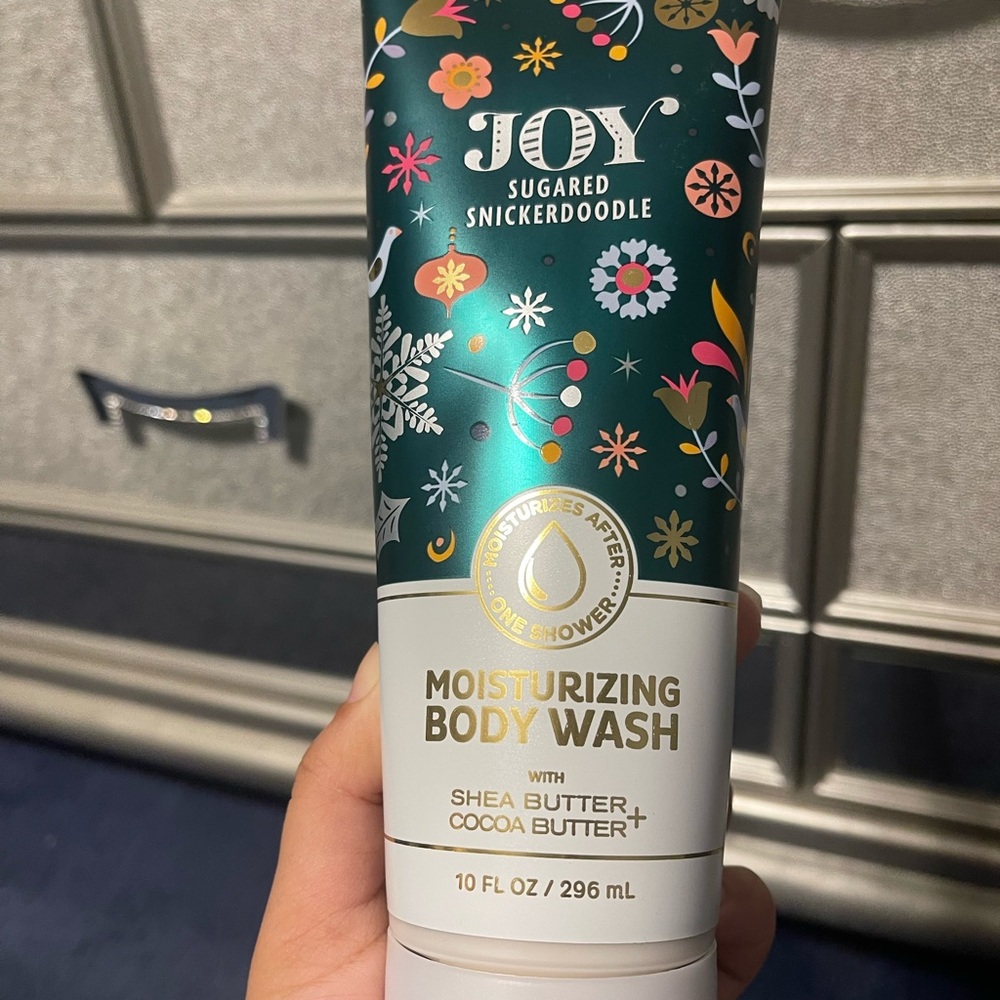 JOY
SUGARED
SNICKERDOODLE
MOISTURIZES AFTER
ONE SHOWER
MOISTURIZING
BODY WASH
WITH
SHEA BUTTER
COCOA BUTTER+
10 FL OZ / 296 mL